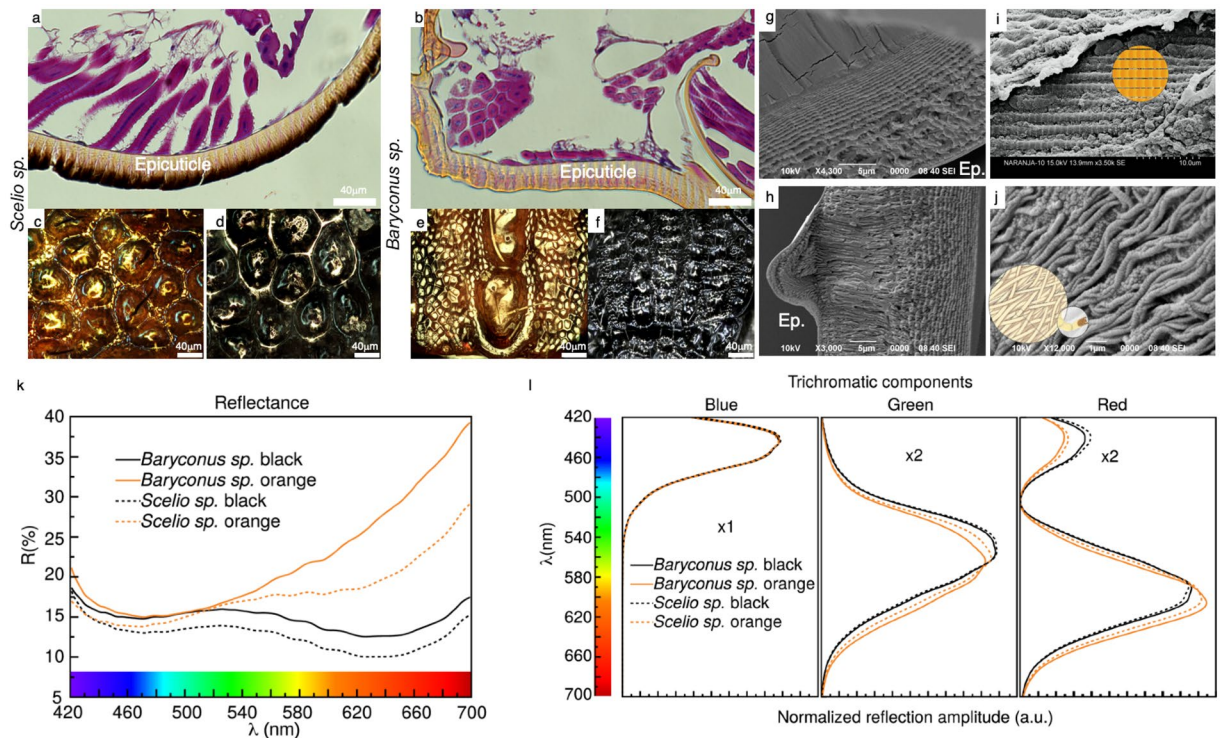 a
Scelio sp.
Epicuticle
40µm
c
40µm
d
40µm
b
Baryconus sp.
Epicuticle
40µm
e
40µm
f
40µm
g
10kV X4,300 5µm 0000 08 40 SEI
Ep.
h
Ep.
10kV X3,000 5µm 0000 08 40 SEI
i
NARANJA-10 15.0kV 13.9mm x3.50k SE
10.0um
j
10kV X12,000 1µm 0000 08 40 SEI
k
Reflectance
40
35
30
25
20
15
10
5
R(%)
Baryconus sp. black
Baryconus sp. orange
Scelio sp. black
Scelio sp. orange
420 460 500 540 580 620 660 700
λ (nm)
l
Trichromatic components
Blue Green Red
420
460
500
540
580
620
660
700
λ(nm)
x1
x2
x2
Baryconus sp. black
Baryconus sp. orange
Scelio sp. black
Scelio sp. orange
Normalized reflection amplitude (a.u.)